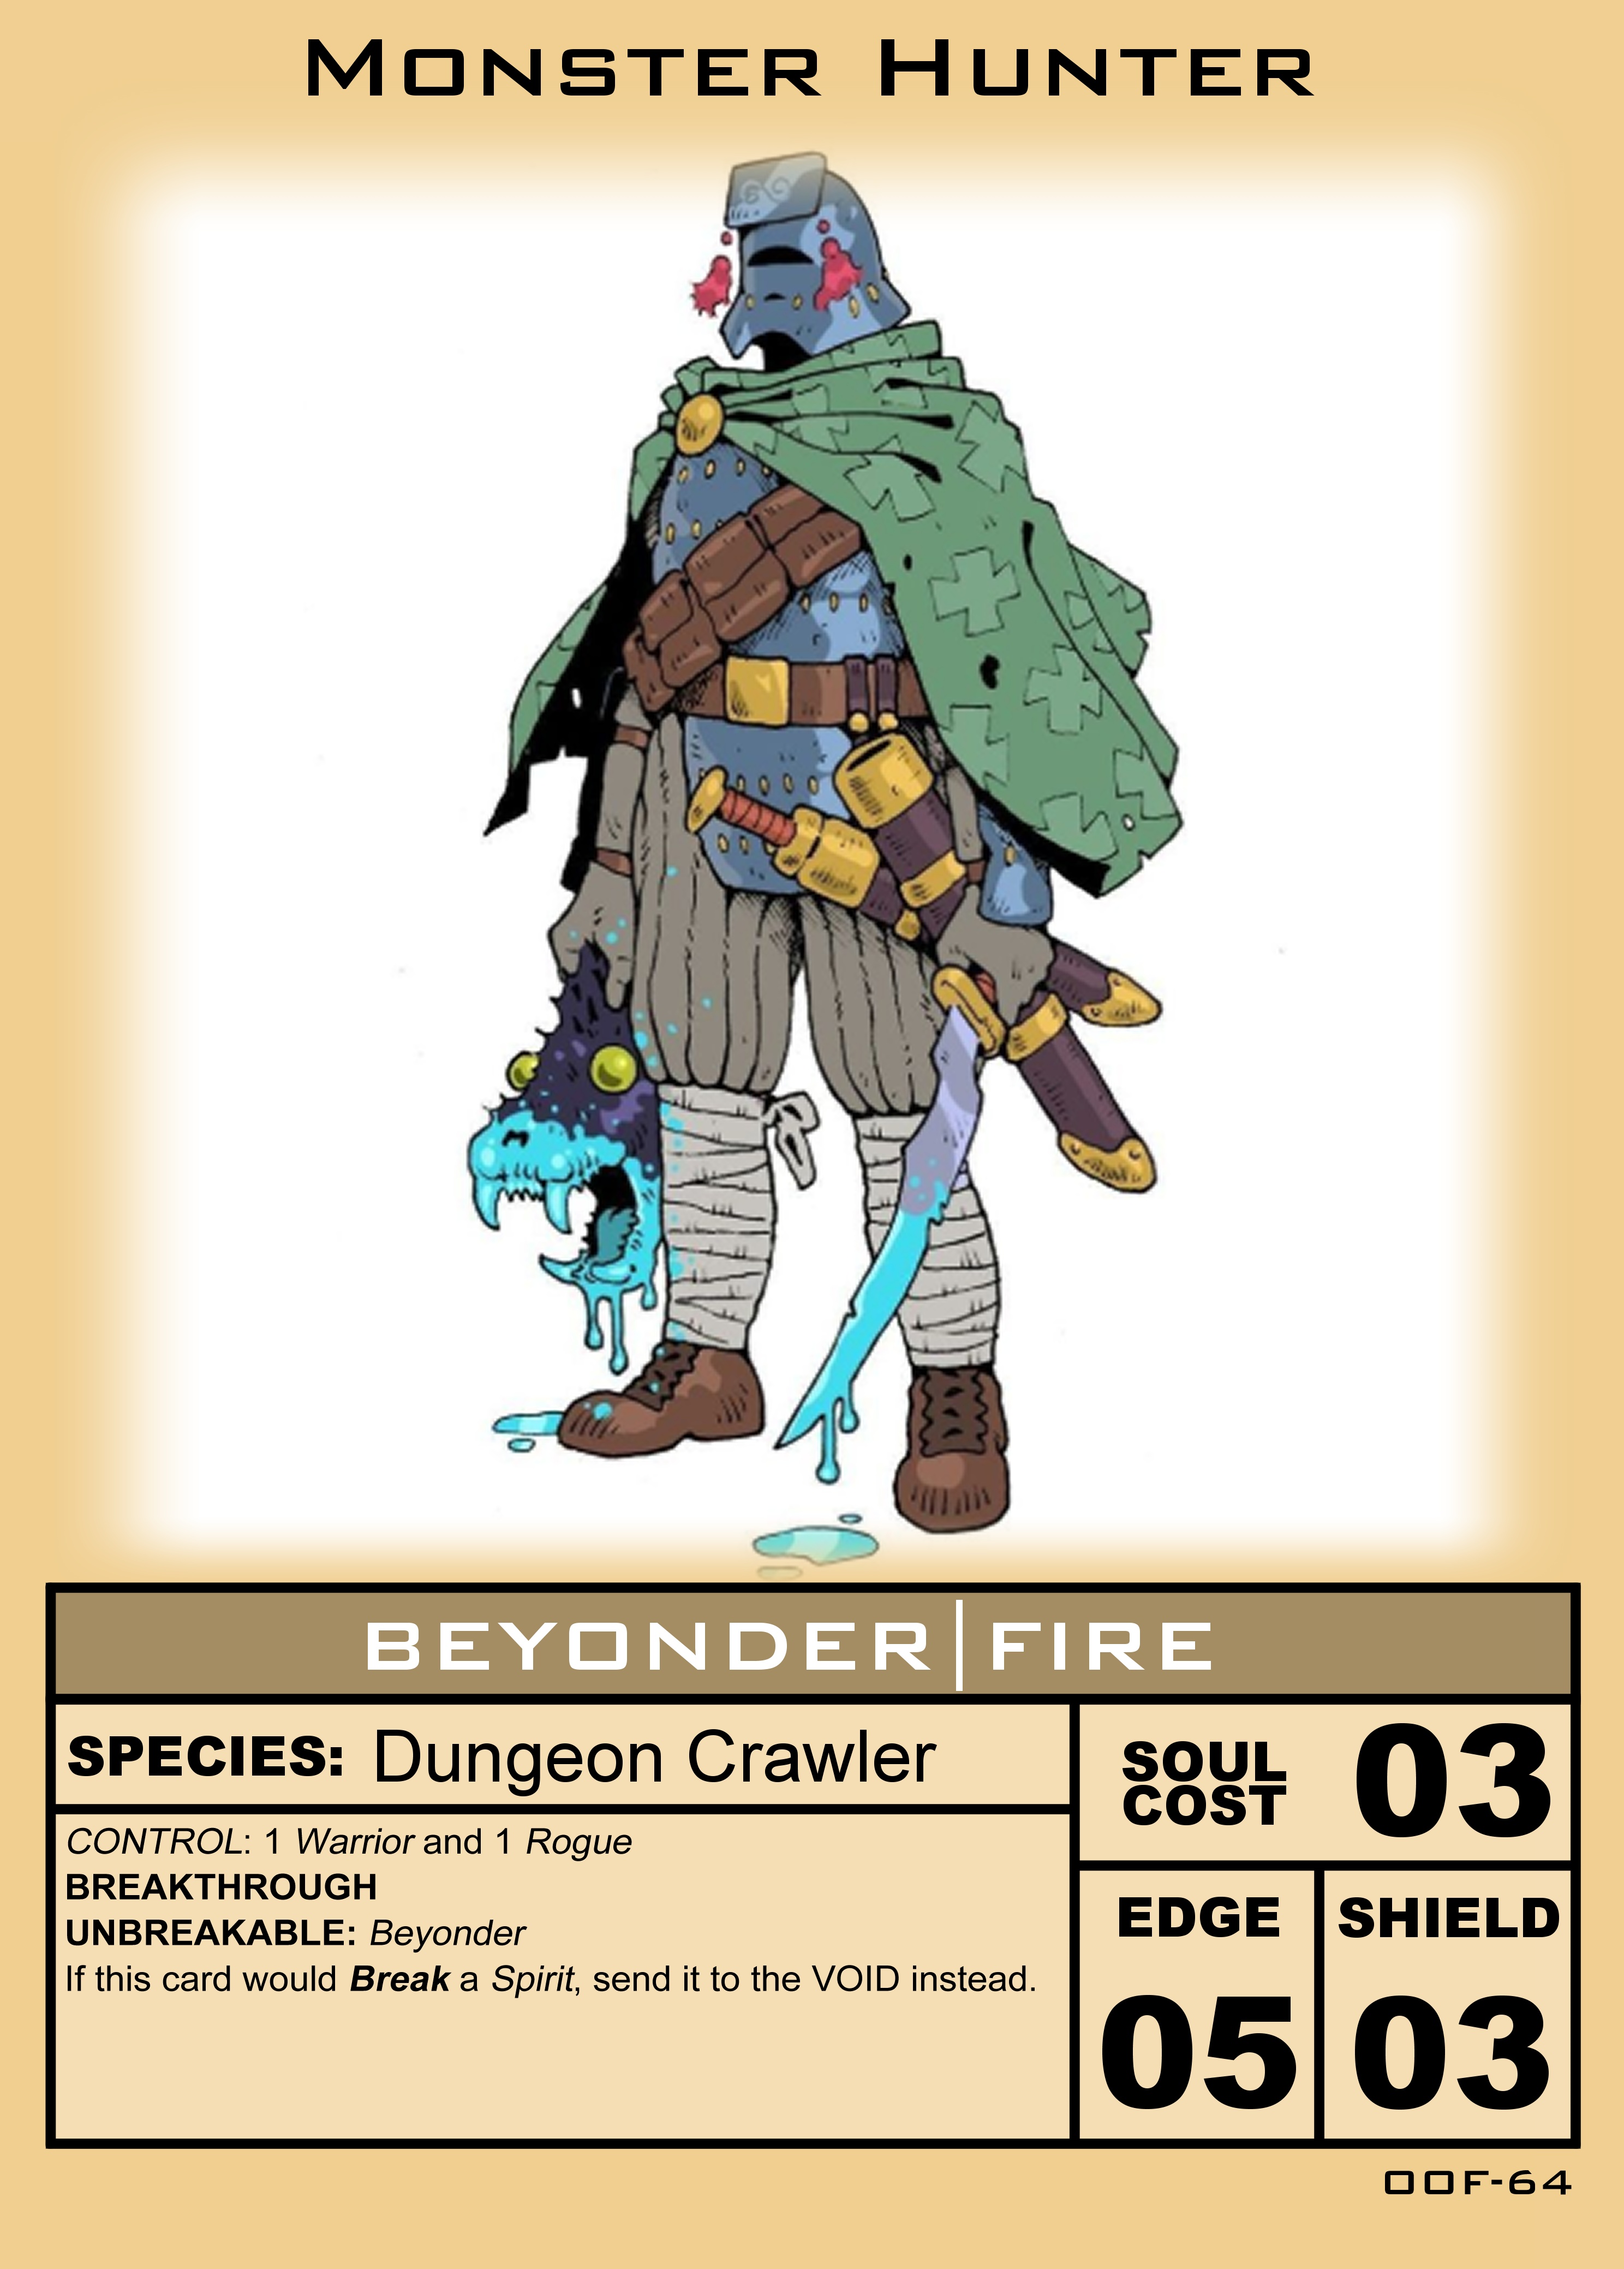 Monster Hunter
BEYONDER|FIRE
SPECIES: Dungeon Crawler
SOUL
COST
03
CONTROL: 1 Warrior and 1 Rogue
BREAKTHROUGH
UNBREAKABLE: Beyonder
If this card would Break a Spirit, send it to the VOID instead.
EDGE
05
SHIELD
03
OOF-64